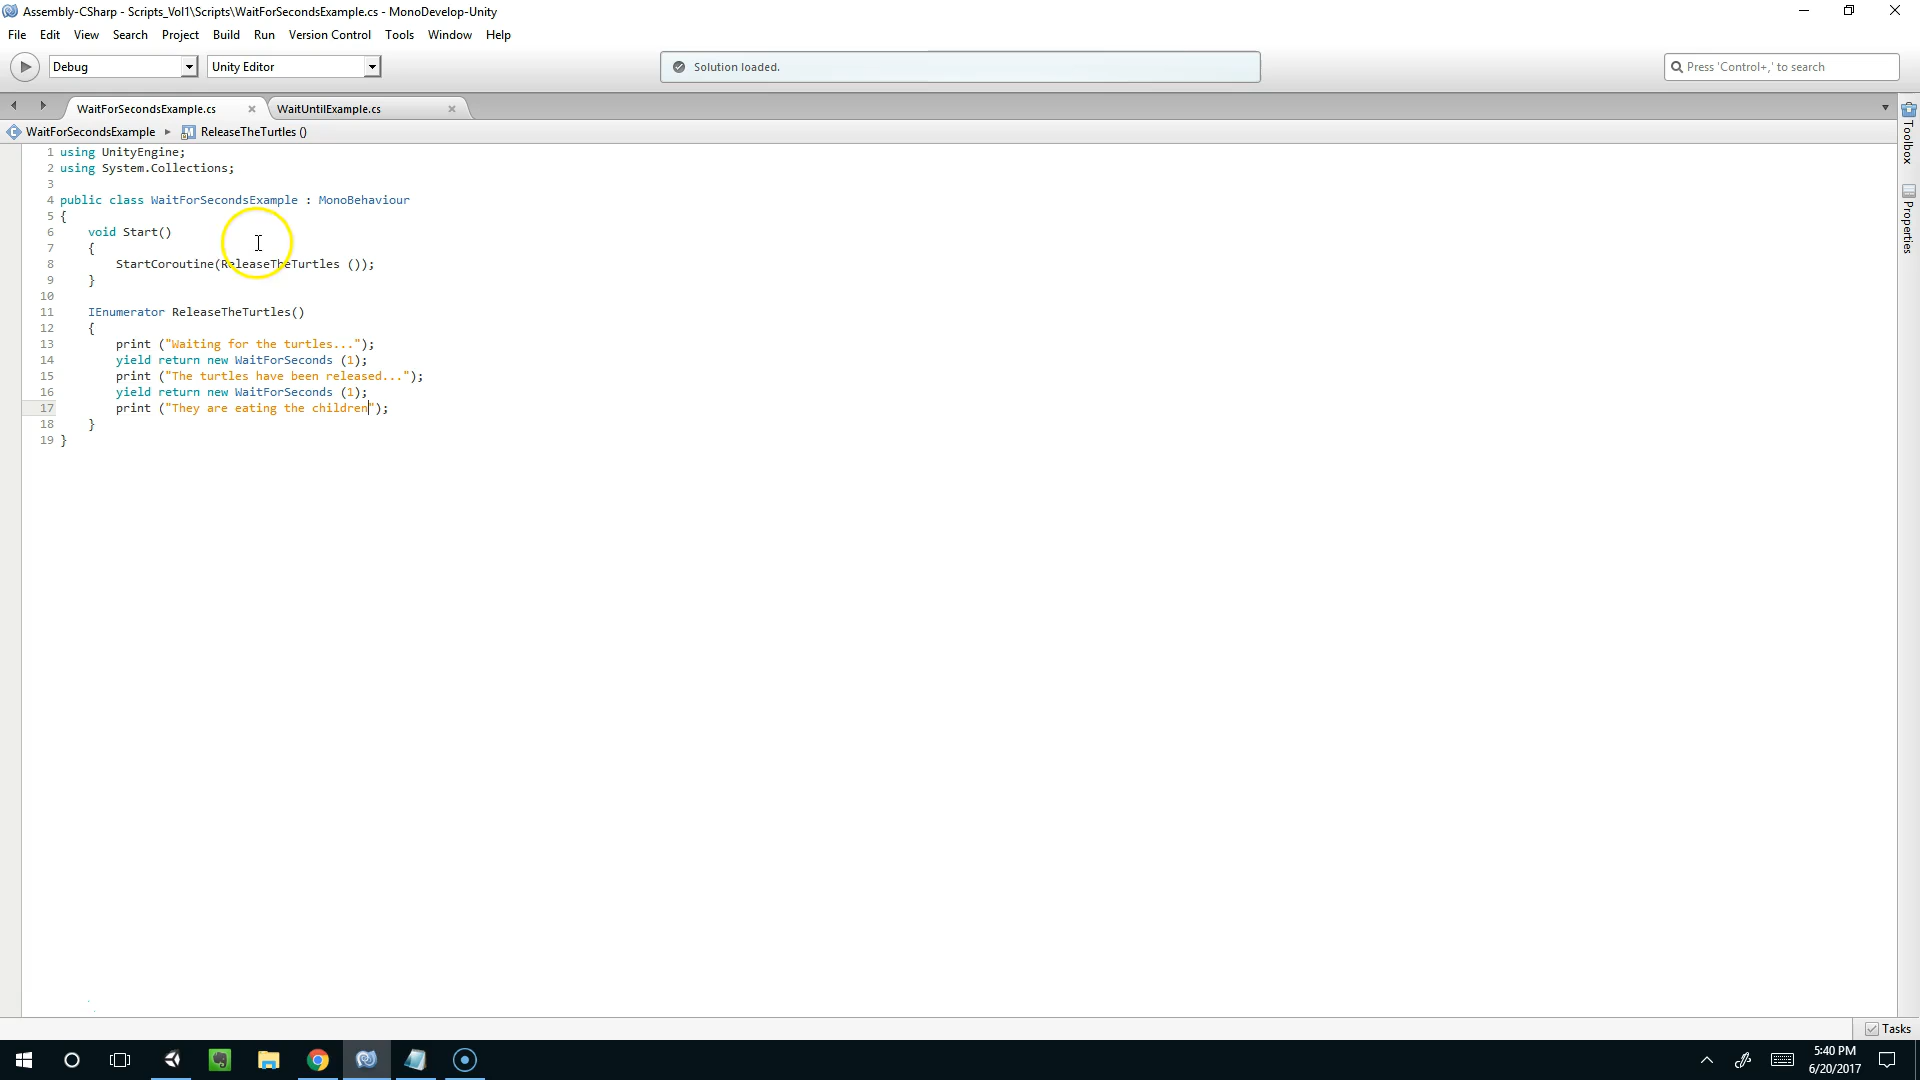 Assembly-CSharp - Scripts_Vol1\Scripts\WaitForSecondsExample.cs - MonoDevelop-Unity
File Edit View Search Project Build Run Version Control Tools Window Help
Debug Unity Editor Solution loaded. Press 'Control+,' to search
WaitForSecondsExample.cs WaitUntilExample.cs
WaitForSecondsExample ReleaseTheTurtles ()
1 using UnityEngine;
2 using System.Collections;
3
4 public class WaitForSecondsExample : MonoBehaviour
5 {
6 void Start()
7 {
8 StartCoroutine(ReleaseTheTurtles ());
9 }
10
11 IEnumerator ReleaseTheTurtles()
12 {
13 print ("Waiting for the turtles...");
14 yield return new WaitForSeconds (1);
15 print ("The turtles have been released...");
16 yield return new WaitForSeconds (1);
17 print ("They are eating the children");
18 }
19 }
Toolbox
Properties
Tasks
5:40 PM
6/20/2017